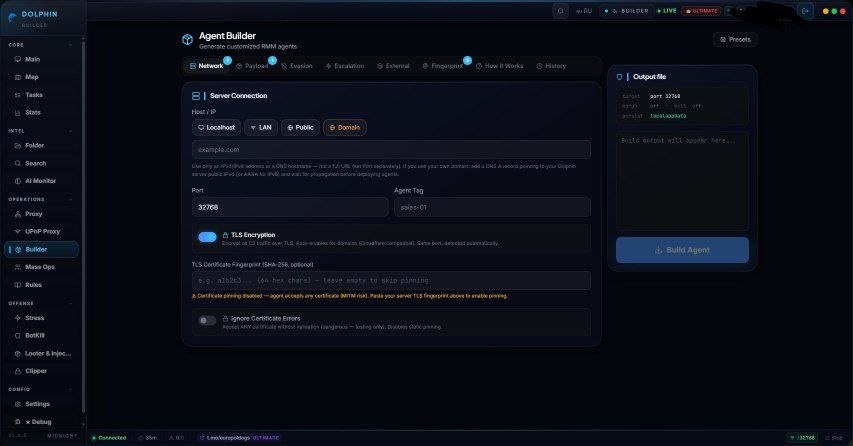 DOLPHIN
BUILDER
RU
BUILDER
LIVE
ULTIMATE
CORE
Main
Map
Tasks
Stats
INTEL
Folder
Search
AI Monitor
OPERATIONS
Proxy
UPnP Proxy
Builder
Mass Ops
Rules
OFFENSE
Stress
BotKill
Looter & Injec...
Clipper
CONFIG
Settings
Debug
MIDNIGHT
Agent Builder
Generate customized RMM agents
Presets
Network
Payload
Evasion
Escalation
External
Fingerprint
How It Works
History
Server Connection
Host / IP
Localhost
LAN
Public
Domain
example.com
Use only an IPv4/IPv6 address or a DNS hostname — not a full URL (set Port separately). If you use your own domain: add a DNS A record pointing to your Dolphin
server public IPv4 (or AAAA for IPv6) and wait for propagation before deploying agents.
Port
Agent Tag
32768
sales-01
TLS Encryption
Encrypt all C2 traffic over TLS. Auto-enables for domains (Cloudflare compatible). Same port, detected automatically.
TLS Certificate Fingerprint (SHA-256, optional)
e.g. a1b2c3... (64 hex chars) — leave empty to skip pinning
⚠ Certificate pinning disabled — agent accepts any certificate (MITM risk). Paste your server TLS fingerprint above to enable pinning.
Ignore Certificate Errors
Accept ANY certificate without validation (dangerous — testing only). Disables static pinning.
Output file
target port 32768
morph off · melt off
persist localappdata
Build output will appear here...
Build Agent
Connected
35m
t.me/europoldogs ULTIMATE
:32768
Stop